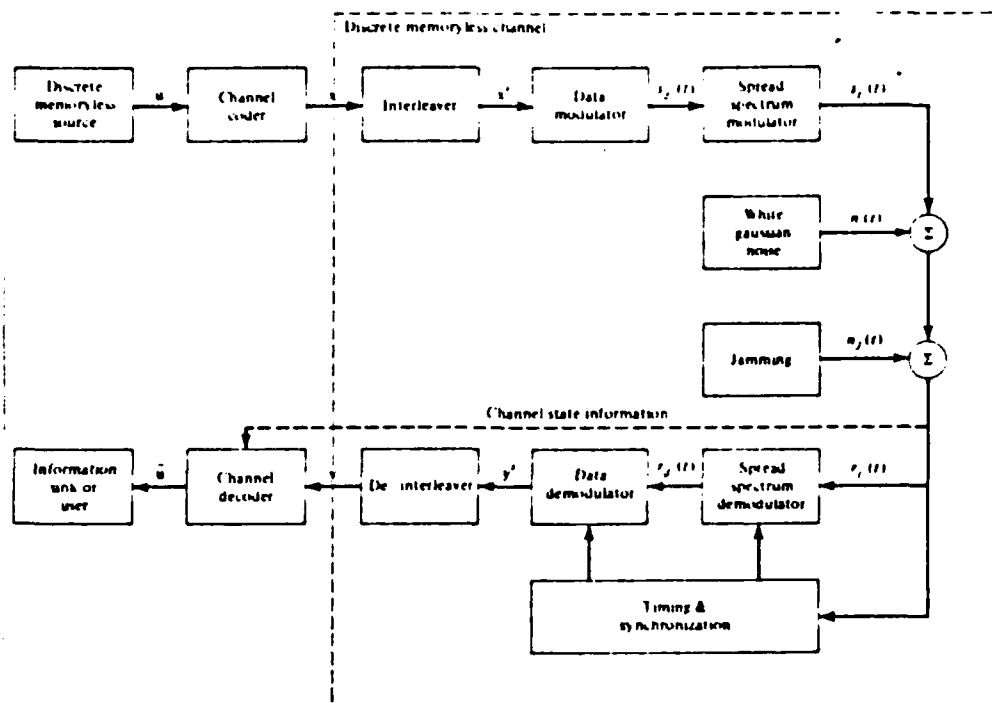 Discrete memoryless channel
Discrete
memoryless
source
u
Channel
coder
x
Interleaver
x'
Data
modulator
Spread
spectrum
modulator
White
gaussian
noise
n(t)
Σ
Jamming
n_J(t)
Σ
Channel state information
Information
sink or
user
Channel
decoder
De-interleaver
y'
Data
demodulator
Spread
spectrum
demodulator
Timing &
synchronization